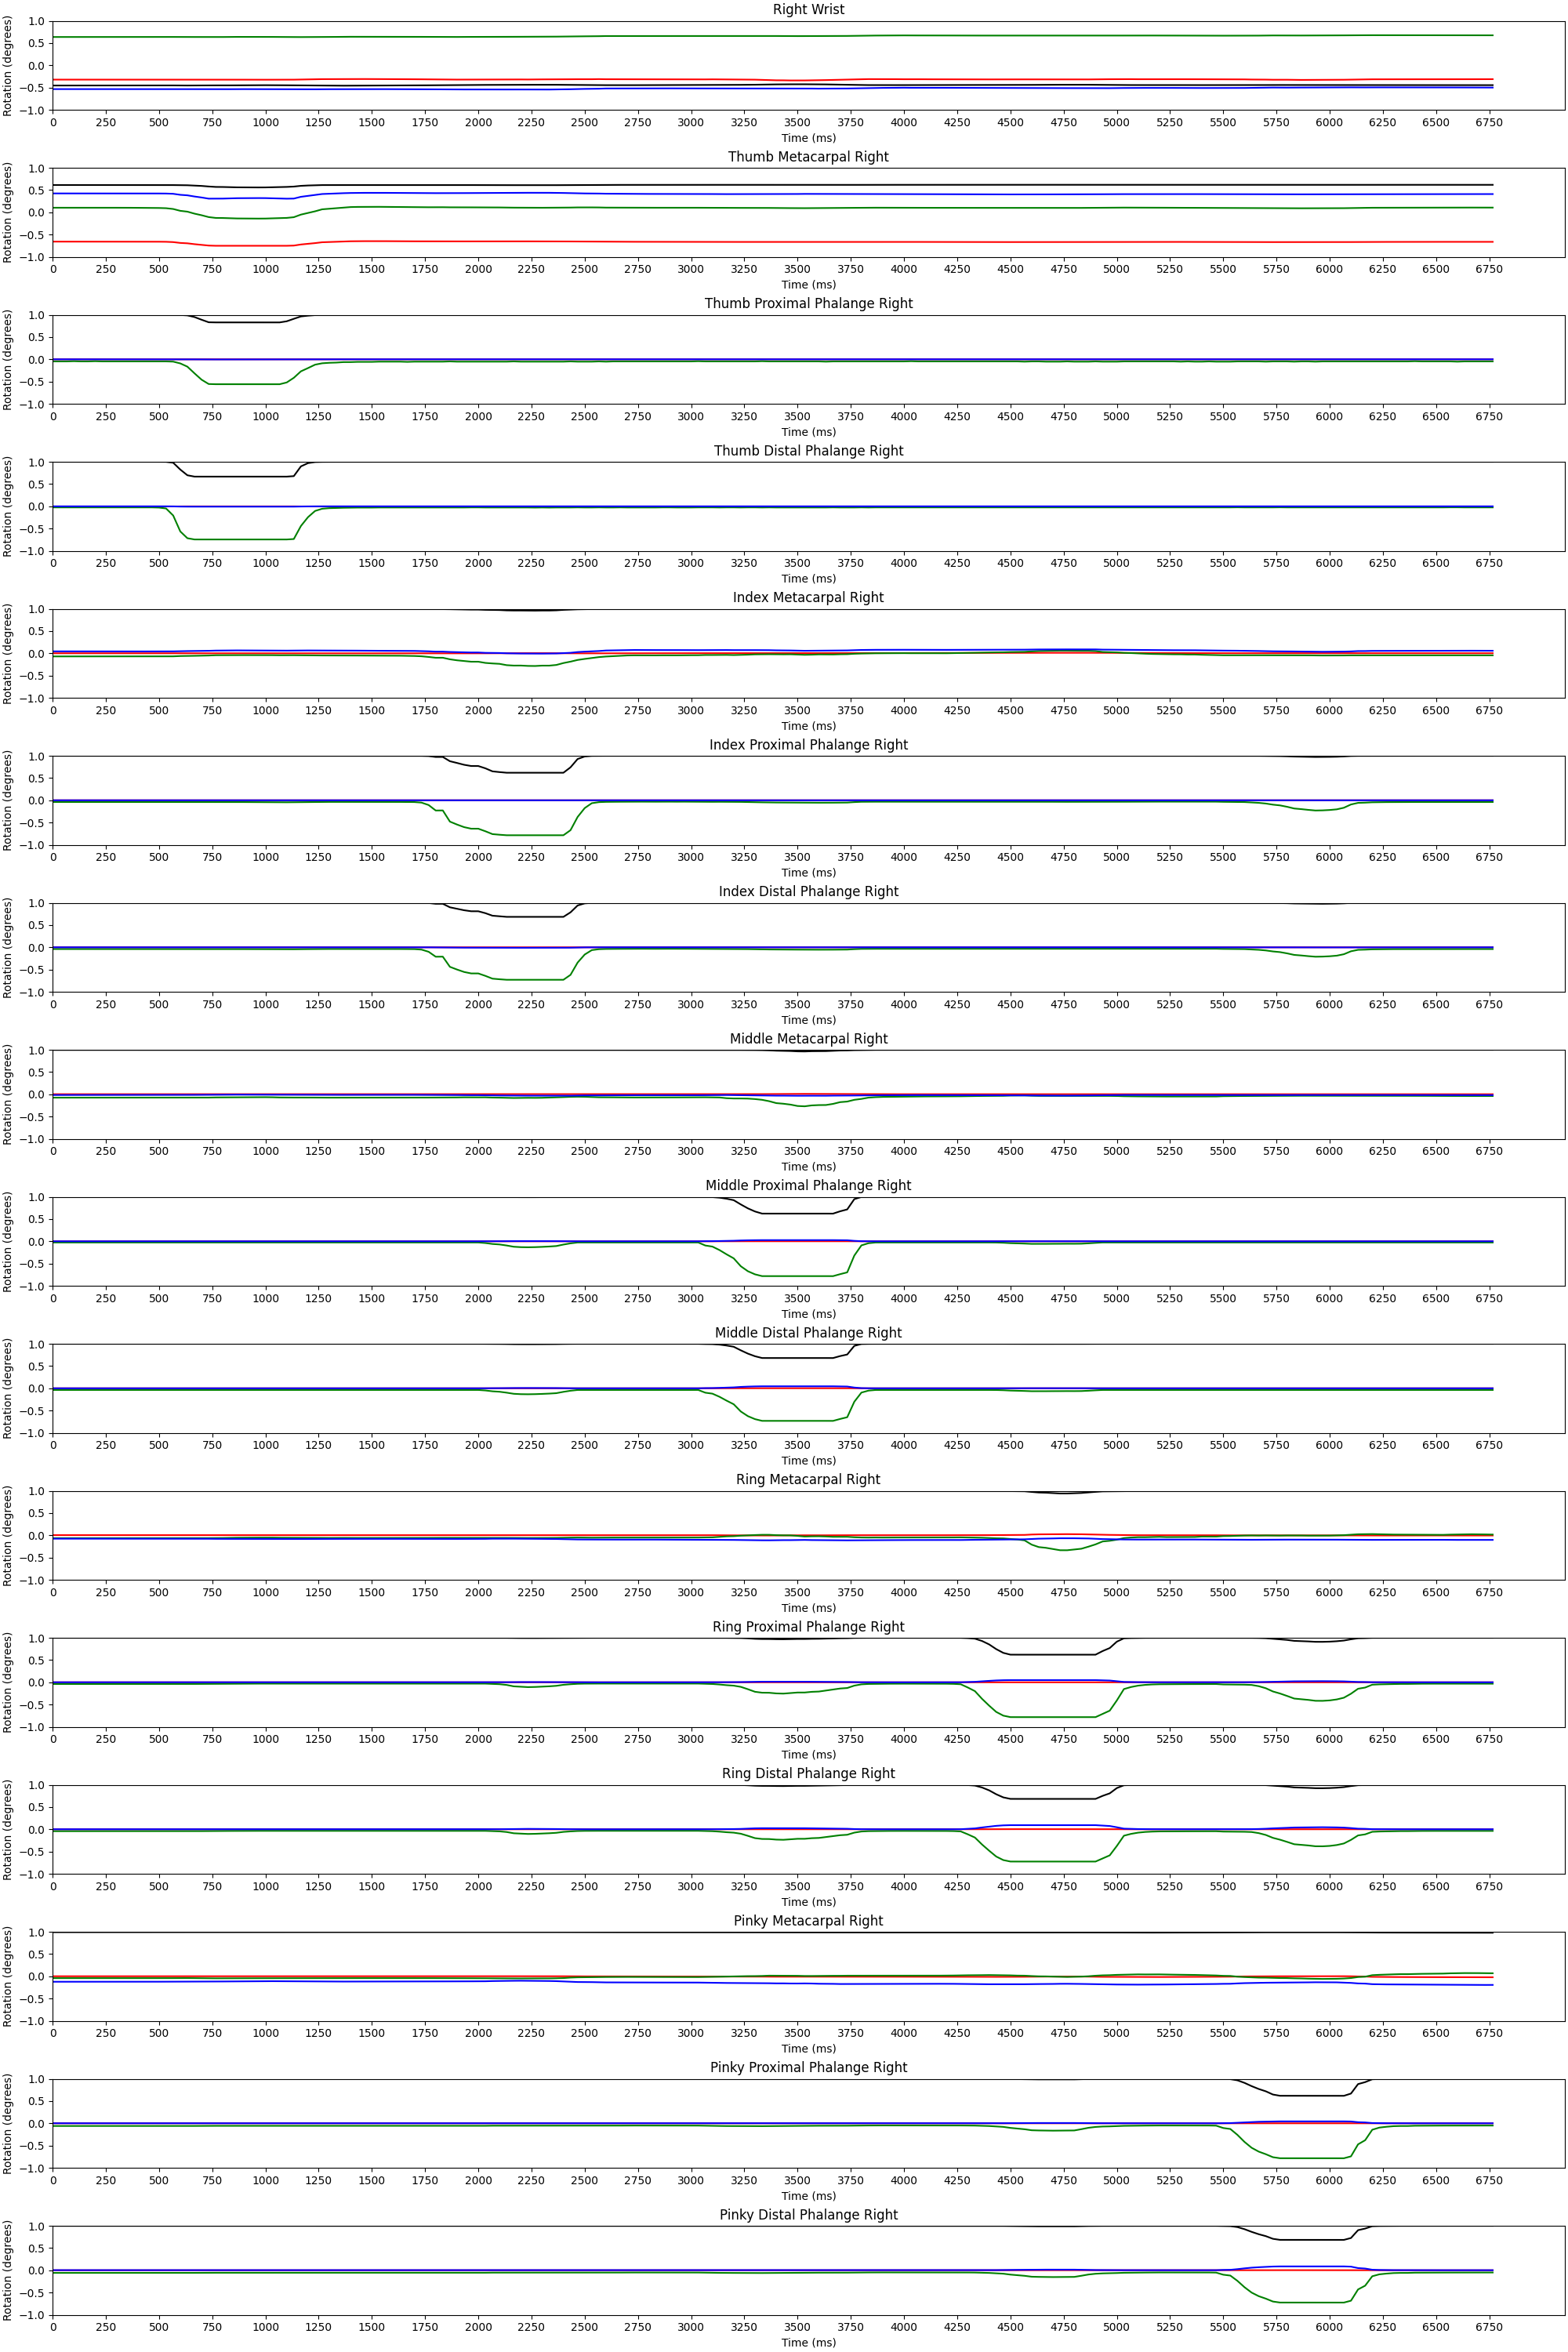 Right Wrist
Rotation (degrees)
1.0
0.5
0.0
−0.5
−1.0
0 250 500 750 1000 1250 1500 1750 2000 2250 2500 2750 3000 3250 3500 3750 4000 4250 4500 4750 5000 5250 5500 5750 6000 6250 6500 6750
Time (ms)
Thumb Metacarpal Right
Rotation (degrees)
1.0
0.5
0.0
−0.5
−1.0
0 250 500 750 1000 1250 1500 1750 2000 2250 2500 2750 3000 3250 3500 3750 4000 4250 4500 4750 5000 5250 5500 5750 6000 6250 6500 6750
Time (ms)
Thumb Proximal Phalange Right
Rotation (degrees)
1.0
0.5
0.0
−0.5
−1.0
0 250 500 750 1000 1250 1500 1750 2000 2250 2500 2750 3000 3250 3500 3750 4000 4250 4500 4750 5000 5250 5500 5750 6000 6250 6500 6750
Time (ms)
Thumb Distal Phalange Right
Rotation (degrees)
1.0
0.5
0.0
−0.5
−1.0
0 250 500 750 1000 1250 1500 1750 2000 2250 2500 2750 3000 3250 3500 3750 4000 4250 4500 4750 5000 5250 5500 5750 6000 6250 6500 6750
Time (ms)
Index Metacarpal Right
Rotation (degrees)
1.0
0.5
0.0
−0.5
−1.0
0 250 500 750 1000 1250 1500 1750 2000 2250 2500 2750 3000 3250 3500 3750 4000 4250 4500 4750 5000 5250 5500 5750 6000 6250 6500 6750
Time (ms)
Index Proximal Phalange Right
Rotation (degrees)
1.0
0.5
0.0
−0.5
−1.0
0 250 500 750 1000 1250 1500 1750 2000 2250 2500 2750 3000 3250 3500 3750 4000 4250 4500 4750 5000 5250 5500 5750 6000 6250 6500 6750
Time (ms)
Index Distal Phalange Right
Rotation (degrees)
1.0
0.5
0.0
−0.5
−1.0
0 250 500 750 1000 1250 1500 1750 2000 2250 2500 2750 3000 3250 3500 3750 4000 4250 4500 4750 5000 5250 5500 5750 6000 6250 6500 6750
Time (ms)
Middle Metacarpal Right
Rotation (degrees)
1.0
0.5
0.0
−0.5
−1.0
0 250 500 750 1000 1250 1500 1750 2000 2250 2500 2750 3000 3250 3500 3750 4000 4250 4500 4750 5000 5250 5500 5750 6000 6250 6500 6750
Time (ms)
Middle Proximal Phalange Right
Rotation (degrees)
1.0
0.5
0.0
−0.5
−1.0
0 250 500 750 1000 1250 1500 1750 2000 2250 2500 2750 3000 3250 3500 3750 4000 4250 4500 4750 5000 5250 5500 5750 6000 6250 6500 6750
Time (ms)
Middle Distal Phalange Right
Rotation (degrees)
1.0
0.5
0.0
−0.5
−1.0
0 250 500 750 1000 1250 1500 1750 2000 2250 2500 2750 3000 3250 3500 3750 4000 4250 4500 4750 5000 5250 5500 5750 6000 6250 6500 6750
Time (ms)
Ring Metacarpal Right
Rotation (degrees)
1.0
0.5
0.0
−0.5
−1.0
0 250 500 750 1000 1250 1500 1750 2000 2250 2500 2750 3000 3250 3500 3750 4000 4250 4500 4750 5000 5250 5500 5750 6000 6250 6500 6750
Time (ms)
Ring Proximal Phalange Right
Rotation (degrees)
1.0
0.5
0.0
−0.5
−1.0
0 250 500 750 1000 1250 1500 1750 2000 2250 2500 2750 3000 3250 3500 3750 4000 4250 4500 4750 5000 5250 5500 5750 6000 6250 6500 6750
Time (ms)
Ring Distal Phalange Right
Rotation (degrees)
1.0
0.5
0.0
−0.5
−1.0
0 250 500 750 1000 1250 1500 1750 2000 2250 2500 2750 3000 3250 3500 3750 4000 4250 4500 4750 5000 5250 5500 5750 6000 6250 6500 6750
Time (ms)
Pinky Metacarpal Right
Rotation (degrees)
1.0
0.5
0.0
−0.5
−1.0
0 250 500 750 1000 1250 1500 1750 2000 2250 2500 2750 3000 3250 3500 3750 4000 4250 4500 4750 5000 5250 5500 5750 6000 6250 6500 6750
Time (ms)
Pinky Proximal Phalange Right
Rotation (degrees)
1.0
0.5
0.0
−0.5
−1.0
0 250 500 750 1000 1250 1500 1750 2000 2250 2500 2750 3000 3250 3500 3750 4000 4250 4500 4750 5000 5250 5500 5750 6000 6250 6500 6750
Time (ms)
Pinky Distal Phalange Right
Rotation (degrees)
1.0
0.5
0.0
−0.5
−1.0
0 250 500 750 1000 1250 1500 1750 2000 2250 2500 2750 3000 3250 3500 3750 4000 4250 4500 4750 5000 5250 5500 5750 6000 6250 6500 6750
Time (ms)